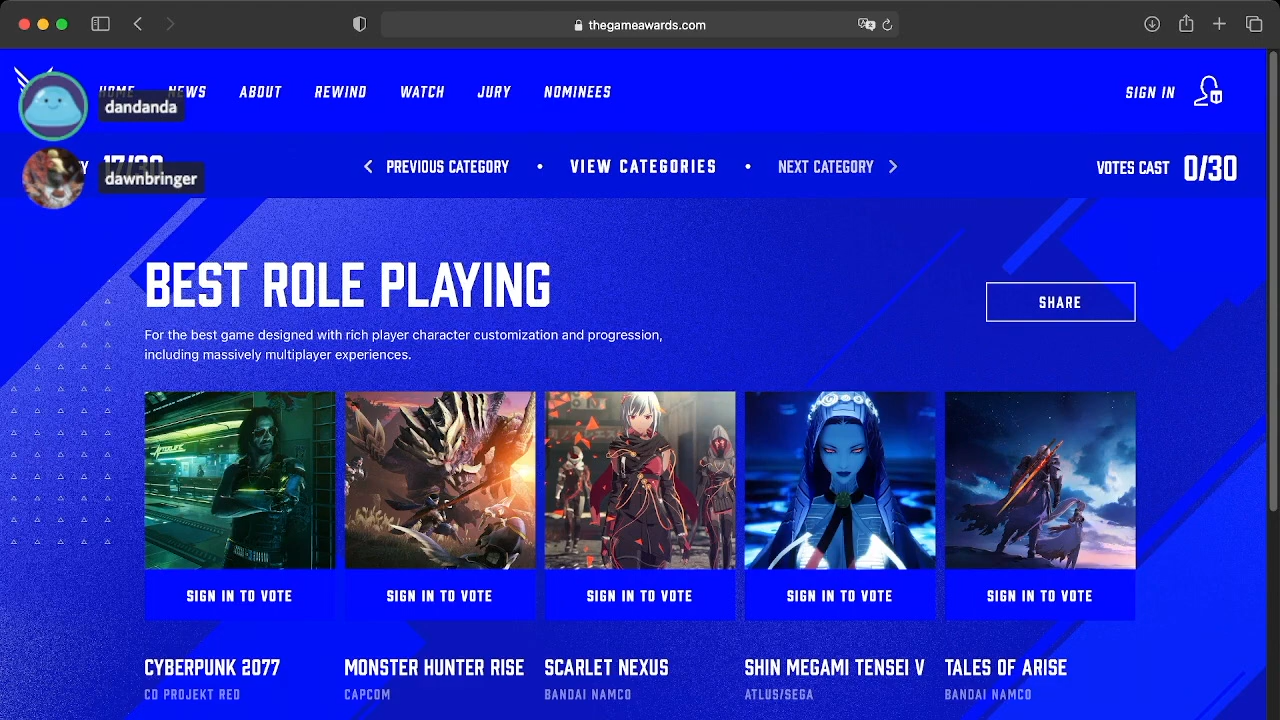 thegameawards.com
HOME NEWS ABOUT REWIND WATCH JURY NOMINEES SIGN IN
dandanda
17/30 PREVIOUS CATEGORY • VIEW CATEGORIES • NEXT CATEGORY VOTES CAST 0/30
dawnbringer
BEST ROLE PLAYING
SHARE
For the best game designed with rich player character customization and progression,
including massively multiplayer experiences.
AFTERLIFE
SIGN IN TO VOTE SIGN IN TO VOTE SIGN IN TO VOTE SIGN IN TO VOTE SIGN IN TO VOTE
CYBERPUNK 2077 MONSTER HUNTER RISE SCARLET NEXUS SHIN MEGAMI TENSEI V TALES OF ARISE
CD PROJEKT RED CAPCOM BANDAI NAMCO ATLUS/SEGA BANDAI NAMCO